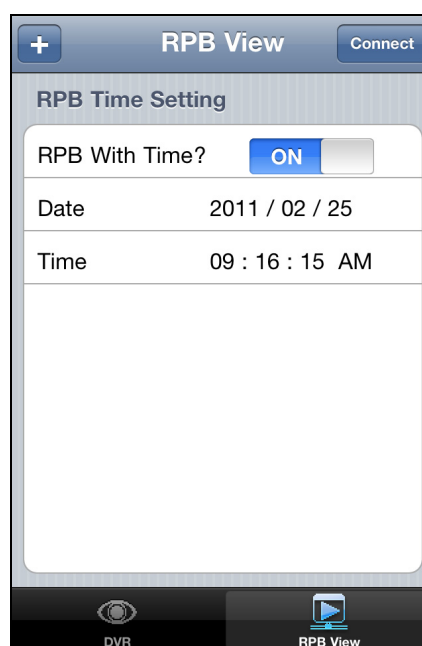 + RPB View Connect
RPB Time Setting
RPB With Time? ON
Date 2011 / 02 / 25
Time 09 : 16 : 15 AM
DVR RPB View